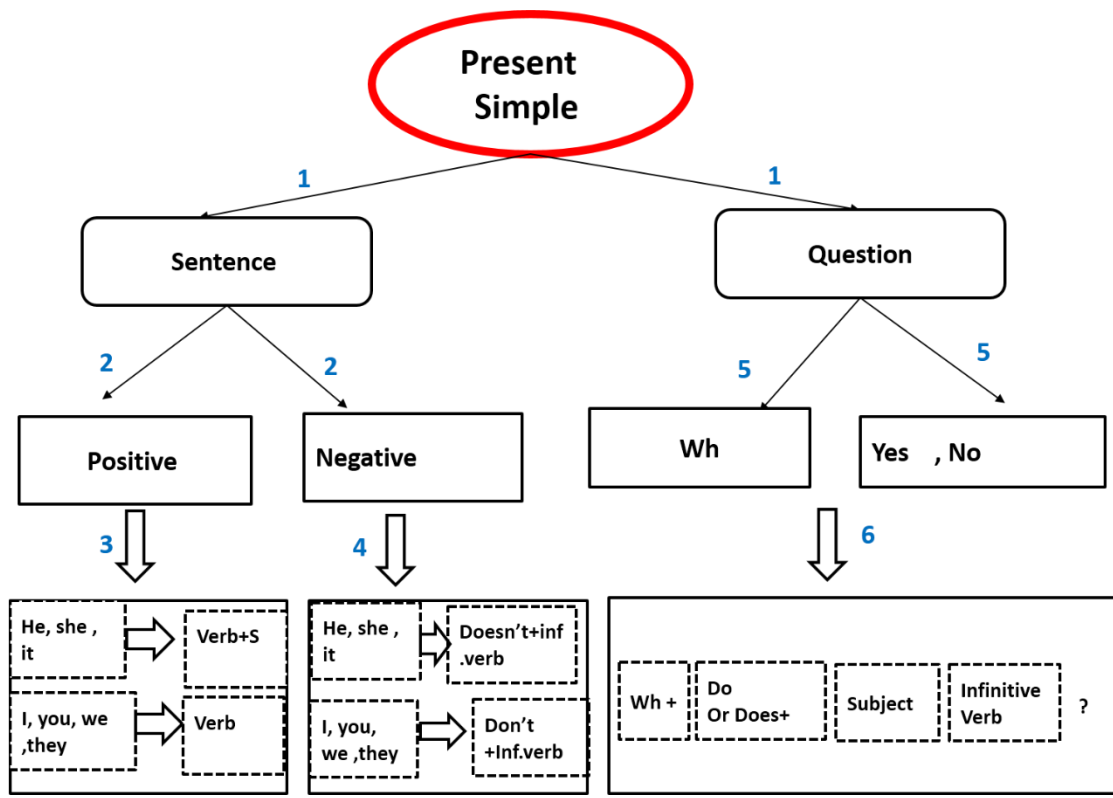 Present
Simple
1
1
Sentence
Question
2
2
5
5
Positive
Negative
Wh
Yes , No
3
4
6
He, she ,
it
Verb+S
I, you, we
,they
Verb
He, she ,
it
Doesn’t+inf
.verb
I, you,
we ,they
Don’t
+Inf.verb
Wh +
Do
Or Does+
Subject
Infinitive
Verb
?